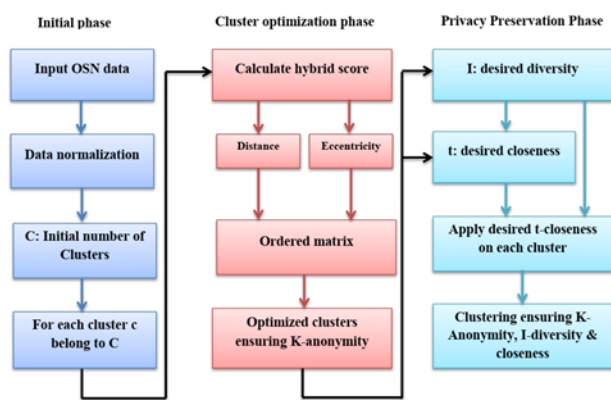 Initial phase
Input OSN data
Data normalization
C: Initial number of
Clusters
For each cluster c
belong to C
Cluster optimization phase
Calculate hybrid score
Distance
Eccentricity
Ordered matrix
Optimized clusters
ensuring K-anonymity
Privacy Preservation Phase
I: desired diversity
t: desired closeness
Apply desired t-closeness
on each cluster
Clustering ensuring K-
Anonymity, I-diversity &
closeness